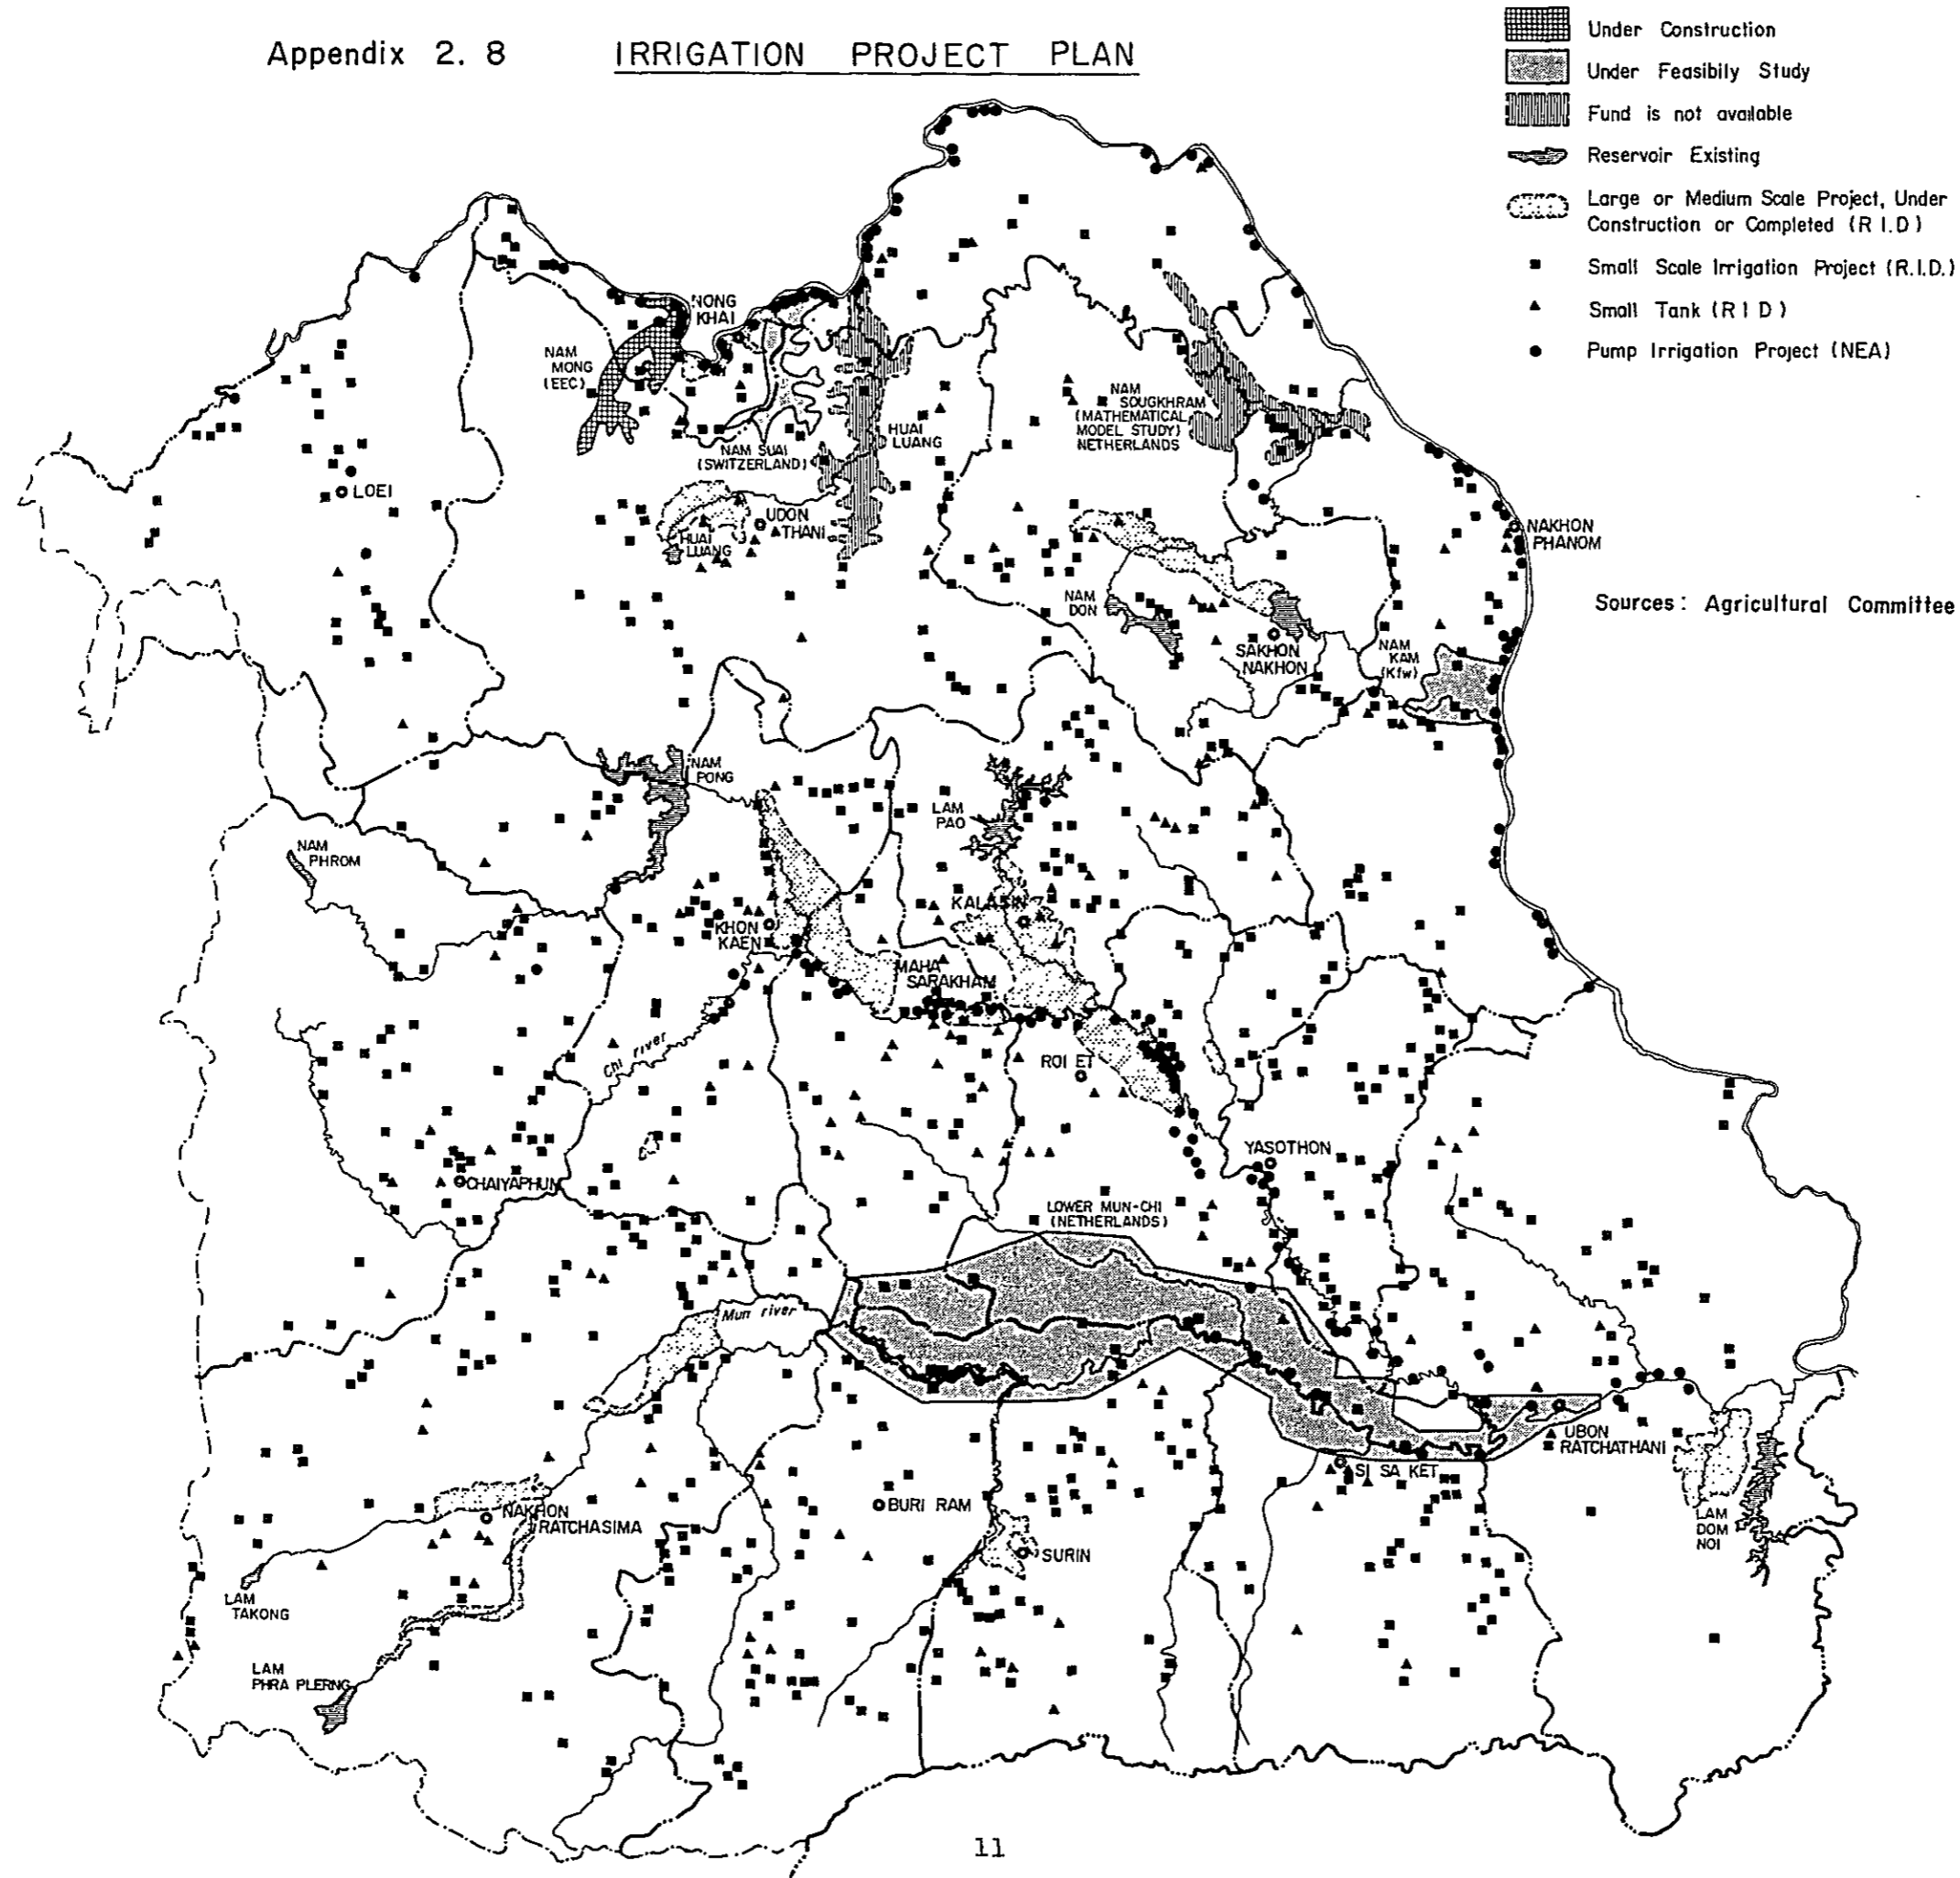 Appendix 2. 8
IRRIGATION PROJECT PLAN
Under Construction
Under Feasibily Study
Fund is not available
Reservoir Existing
Large or Medium Scale Project, Under
Construction or Completed (R I.D)
Small Scale Irrigation Project (R.I.D.)
Small Tank (R I D)
Pump Irrigation Project (NEA)
Sources: Agricultural Committee
NONG
KHAI
NAM
MONG
(EEC)
NAM SUAI
(SWITZERLAND)
HUAI
LUANG
NAM
SOUGKHRAM
(MATHEMATICAL
MODEL STUDY)
NETHERLANDS
LOEI
UDON
THANI
HUAI
LUANG
NAKHON
PHANOM
NAM
DON
SAKHON
NAKHON
NAM
KAM
(Kfw)
NAM
PONG
LAM
PAO
NAM
PHROM
KALASIN
KHON
KAEN
MAHA
SARAKHAM
Chi river
ROI ET
YASOTHON
CHAIYAPHUM
LOWER MUN-CHI
(NETHERLANDS)
Mun river
UBON
RATCHATHANI
SI SA KET
BURI RAM
NAKHON
RATCHASIMA
SURIN
LAM
DOM
NOI
LAM
TAKONG
LAM
PHRA PLERNG
11